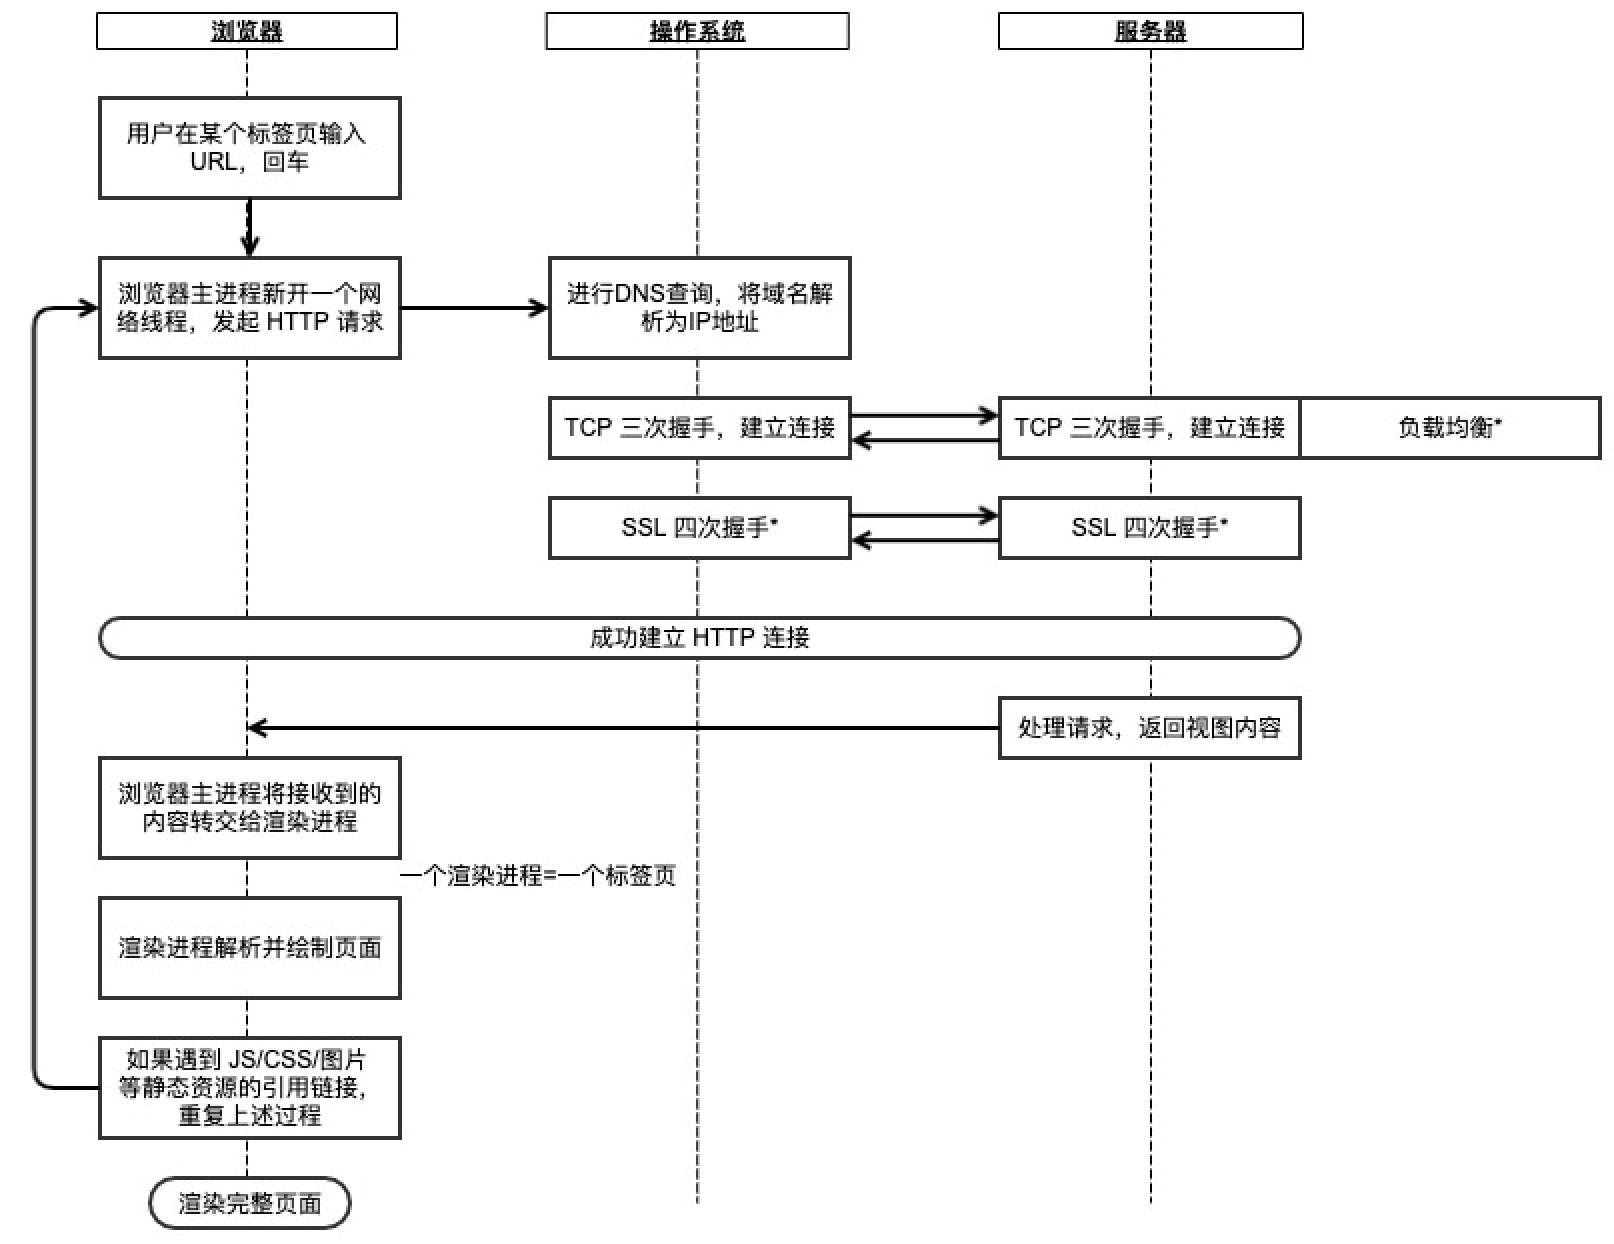 浏览器
操作系统
服务器
用户在某个标签页输入
URL，回车
浏览器主进程新开一个网
络线程，发起 HTTP 请求
进行DNS查询，将域名解
析为IP地址
TCP 三次握手，建立连接
TCP 三次握手，建立连接
负载均衡*
SSL 四次握手*
SSL 四次握手*
成功建立 HTTP 连接
处理请求，返回视图内容
浏览器主进程将接收到的
内容转交给渲染进程
一个渲染进程=一个标签页
渲染进程解析并绘制页面
如果遇到 JS/CSS/图片
等静态资源的引用链接，
重复上述过程
渲染完整页面